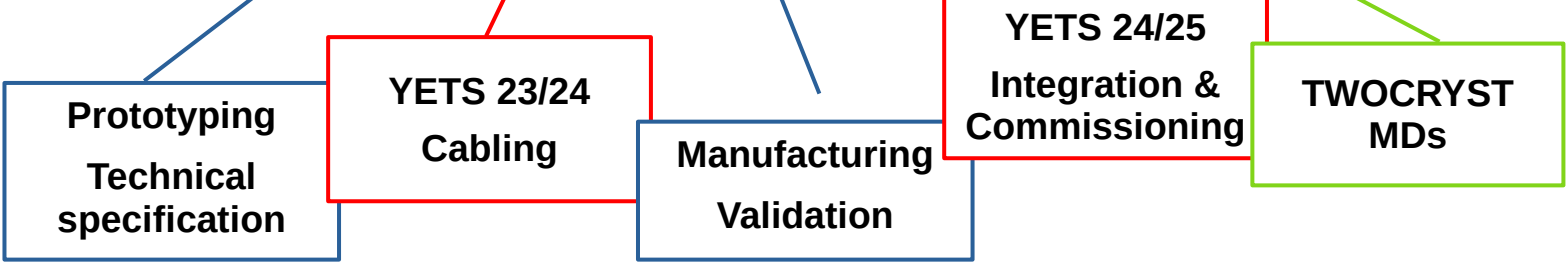 Prototyping
Technical
specification
YETS 23/24
Cabling
Manufacturing
Validation
YETS 24/25
Integration &
Commissioning
TWOCRYST
MDs